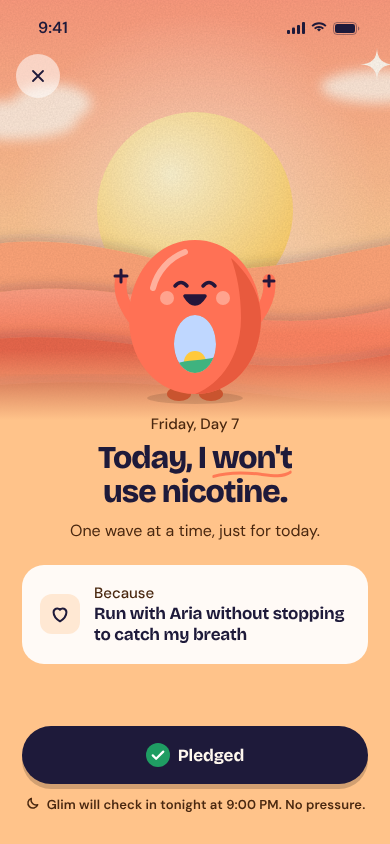 9:41
Friday, Day 7
Today, I won't
use nicotine.
One wave at a time, just for today.
Because
Run with Aria without stopping
to catch my breath
Pledged
Glim will check in tonight at 9:00 PM. No pressure.